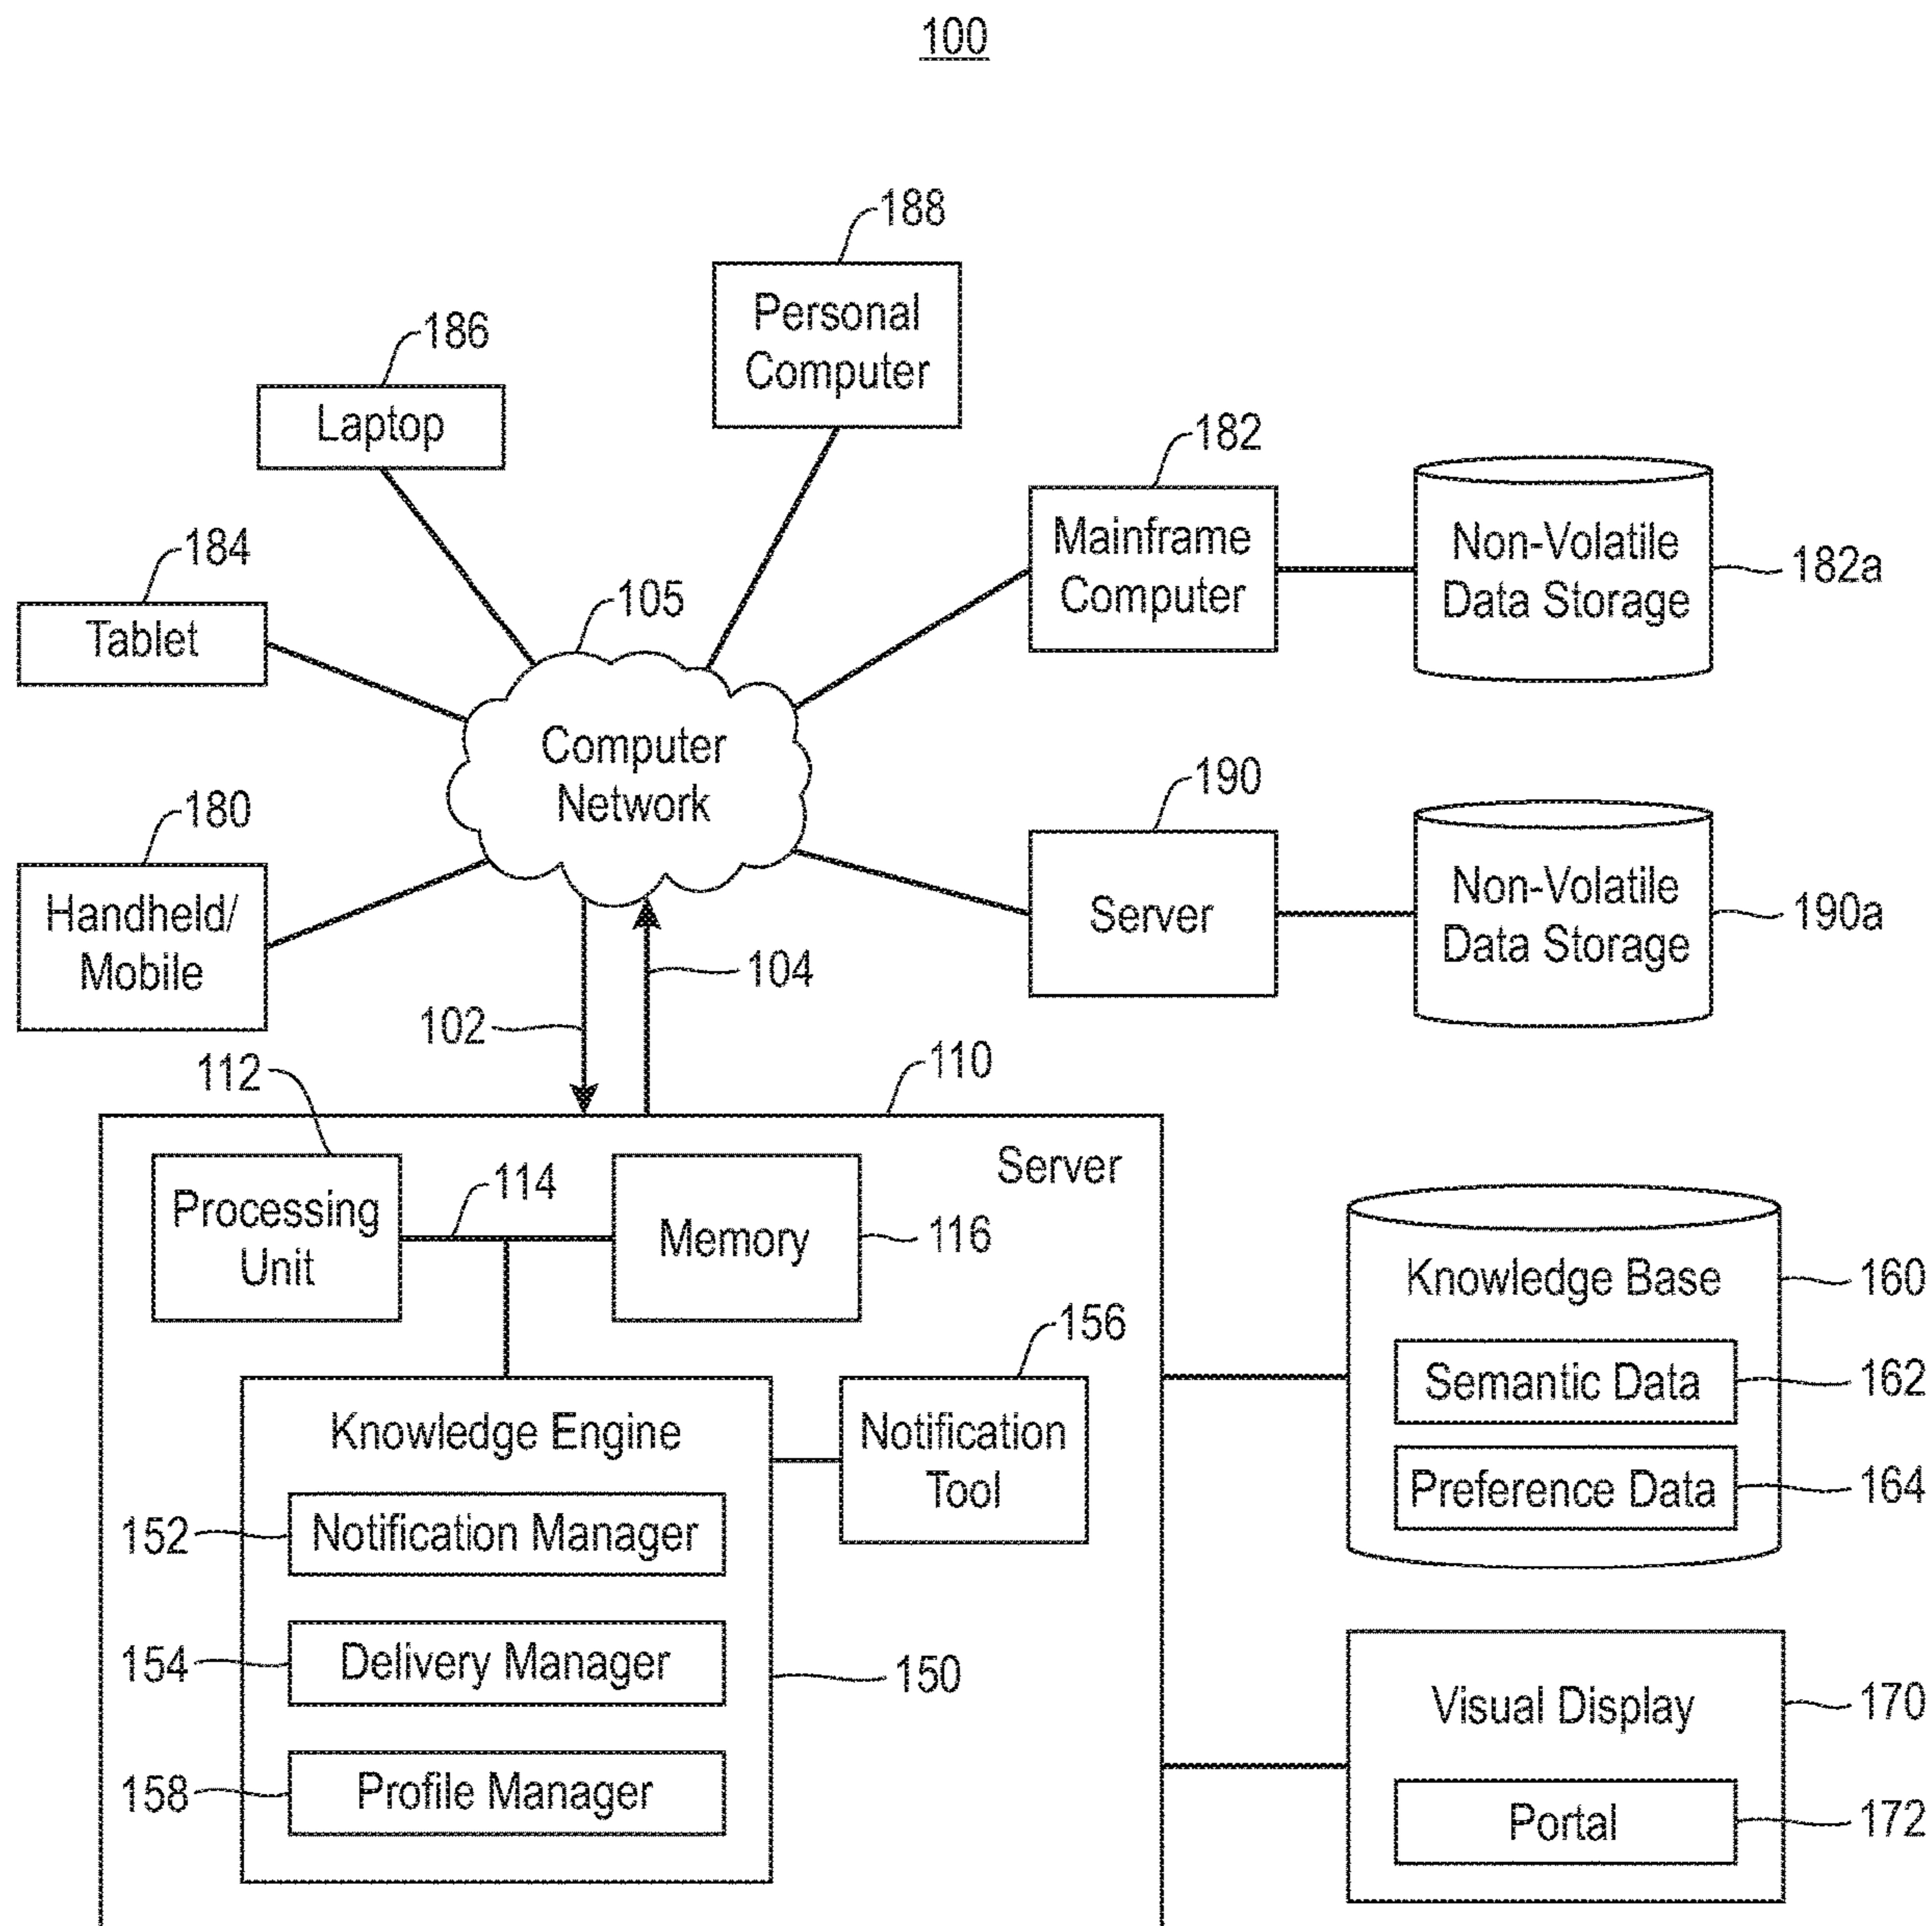 100
188
Personal
Computer
186
Laptop
182
Mainframe
Computer
Non-Volatile
Data Storage
182a
184
Tablet
105
Computer
Network
190
Server
Non-Volatile
Data Storage
190a
180
Handheld/
Mobile
104
102
112
110
Server
Processing
Unit
114
Memory
116
Knowledge Base
160
156
Semantic Data
162
Knowledge Engine
Notification
Tool
Preference Data
164
152
Notification Manager
154
Delivery Manager
150
Visual Display
170
158
Profile Manager
Portal
172